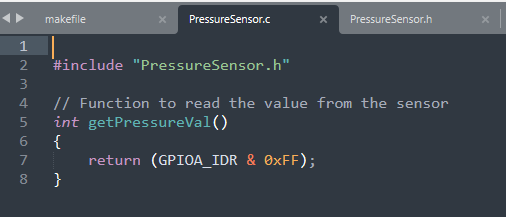 makefile PressureSensor.c PressureSensor.h
1
2 #include "PressureSensor.h"
3
4 // Function to read the value from the sensor
5 int getPressureVal()
6 {
7 return (GPIOA_IDR & 0xFF);
8 }